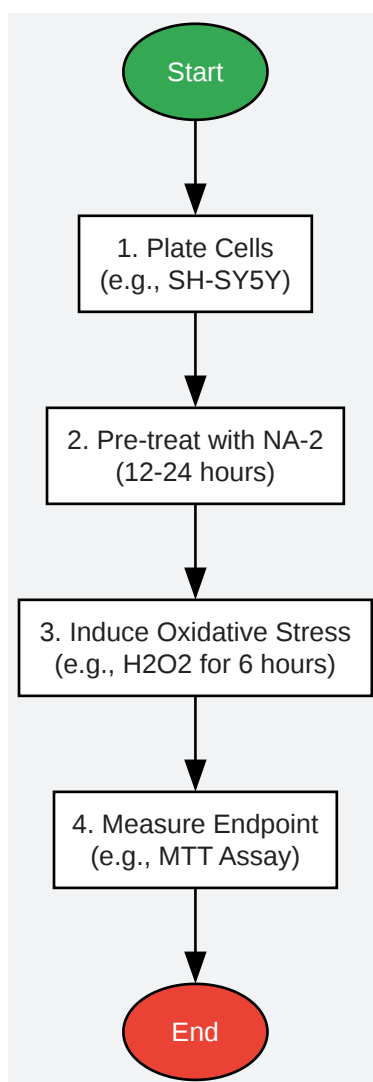 Start
1. Plate Cells
(e.g., SH-SY5Y)
2. Pre-treat with NA-2
(12-24 hours)
3. Induce Oxidative Stress
(e.g., H2O2 for 6 hours)
4. Measure Endpoint
(e.g., MTT Assay)
End